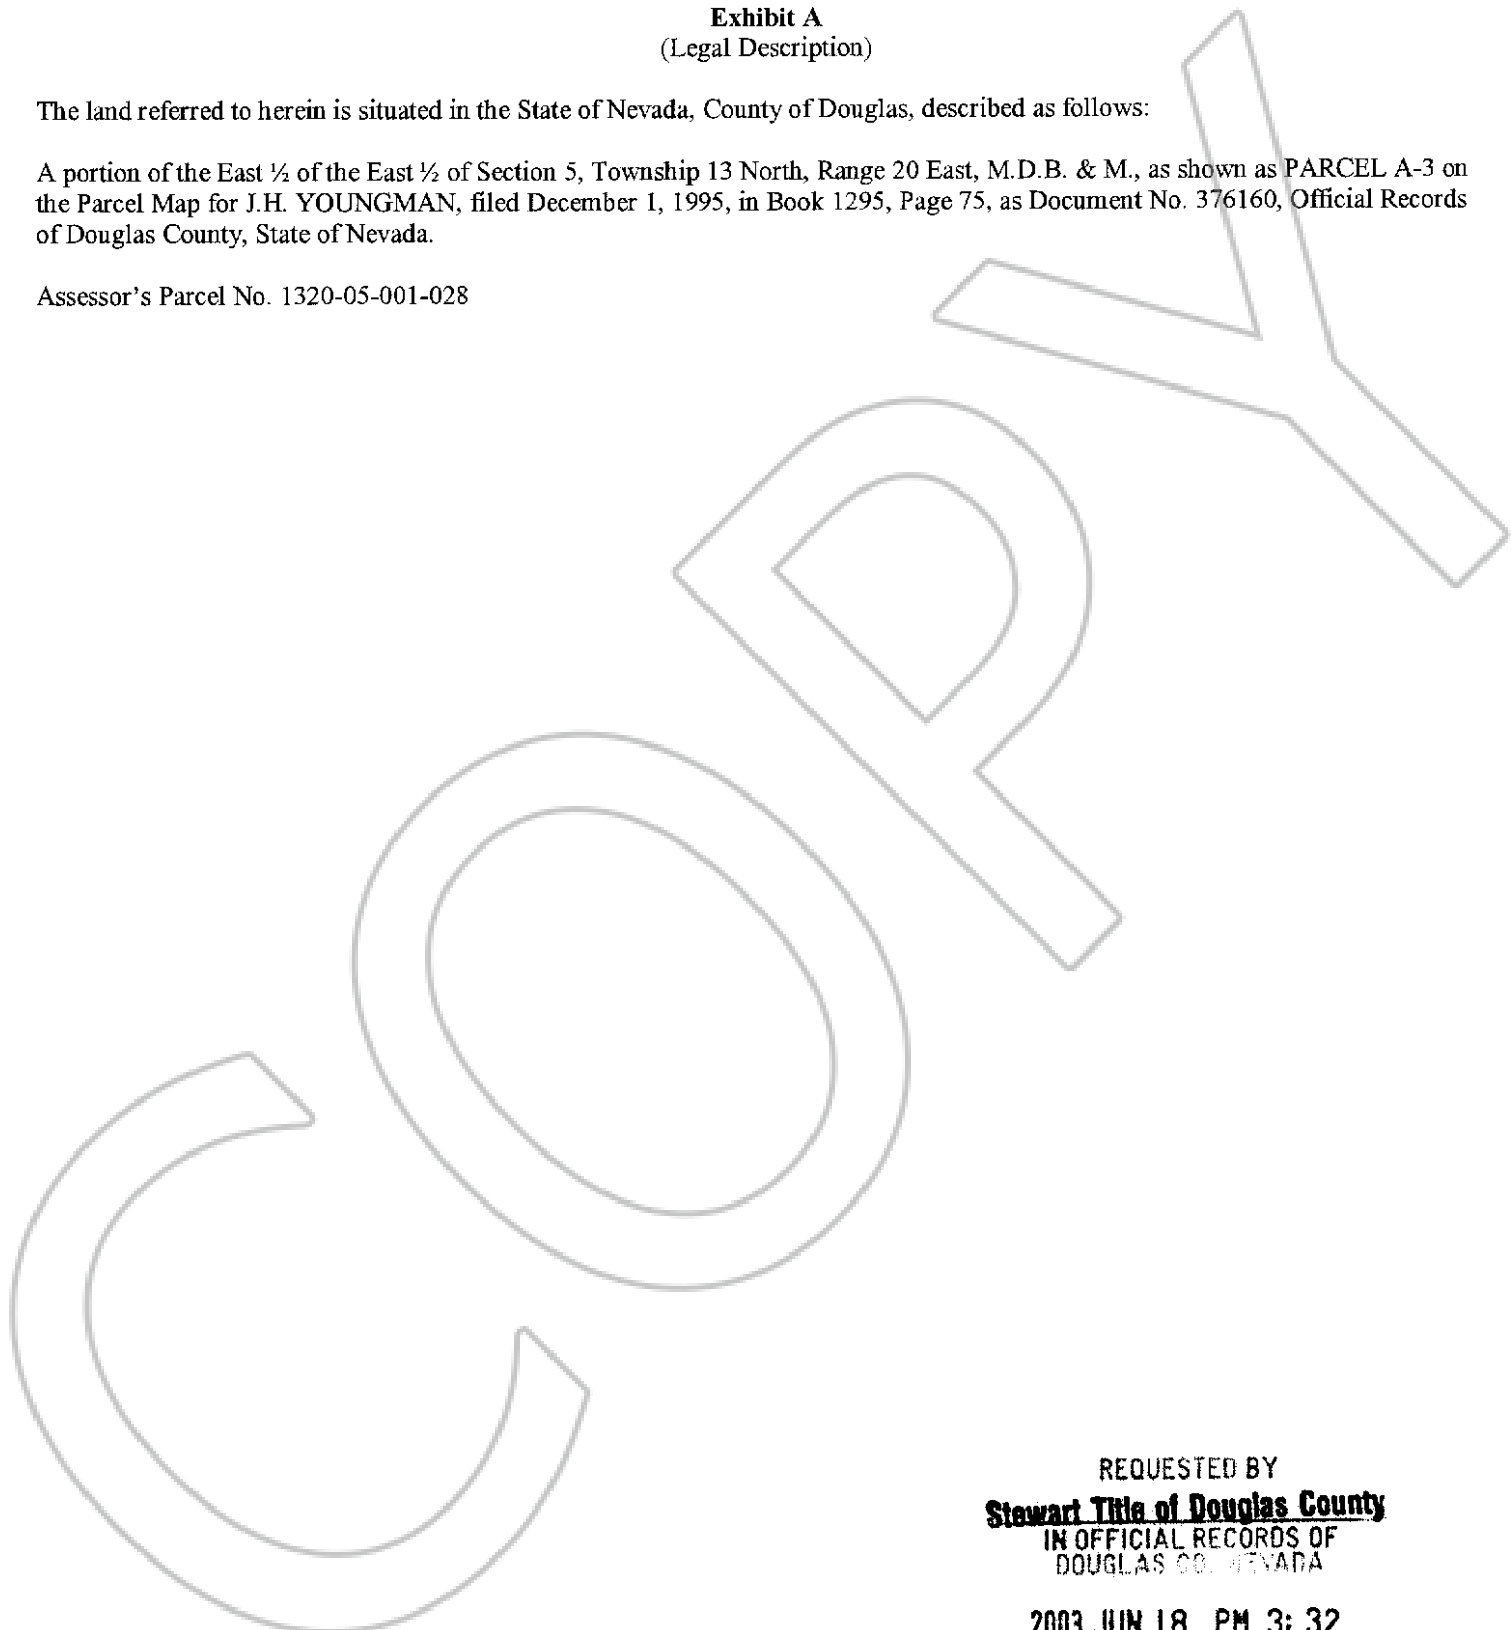 Exhibit A
(Legal Description)
The land referred to herein is situated in the State of Nevada, County of Douglas, described as follows:
A portion of the East ½ of the East ½ of Section 5, Township 13 North, Range 20 East, M.D.B. & M., as shown as PARCEL A-3 on
the Parcel Map for J.H. YOUNGMAN, filed December 1, 1995, in Book 1295, Page 75, as Document No. 376160, Official Records
of Douglas County, State of Nevada.
Assessor's Parcel No. 1320-05-001-028
COPY
REQUESTED BY
Stewart Title of Douglas County
IN OFFICIAL RECORDS OF
DOUGLAS CO. NEVADA
2003 JUN 18 PM 3: 32